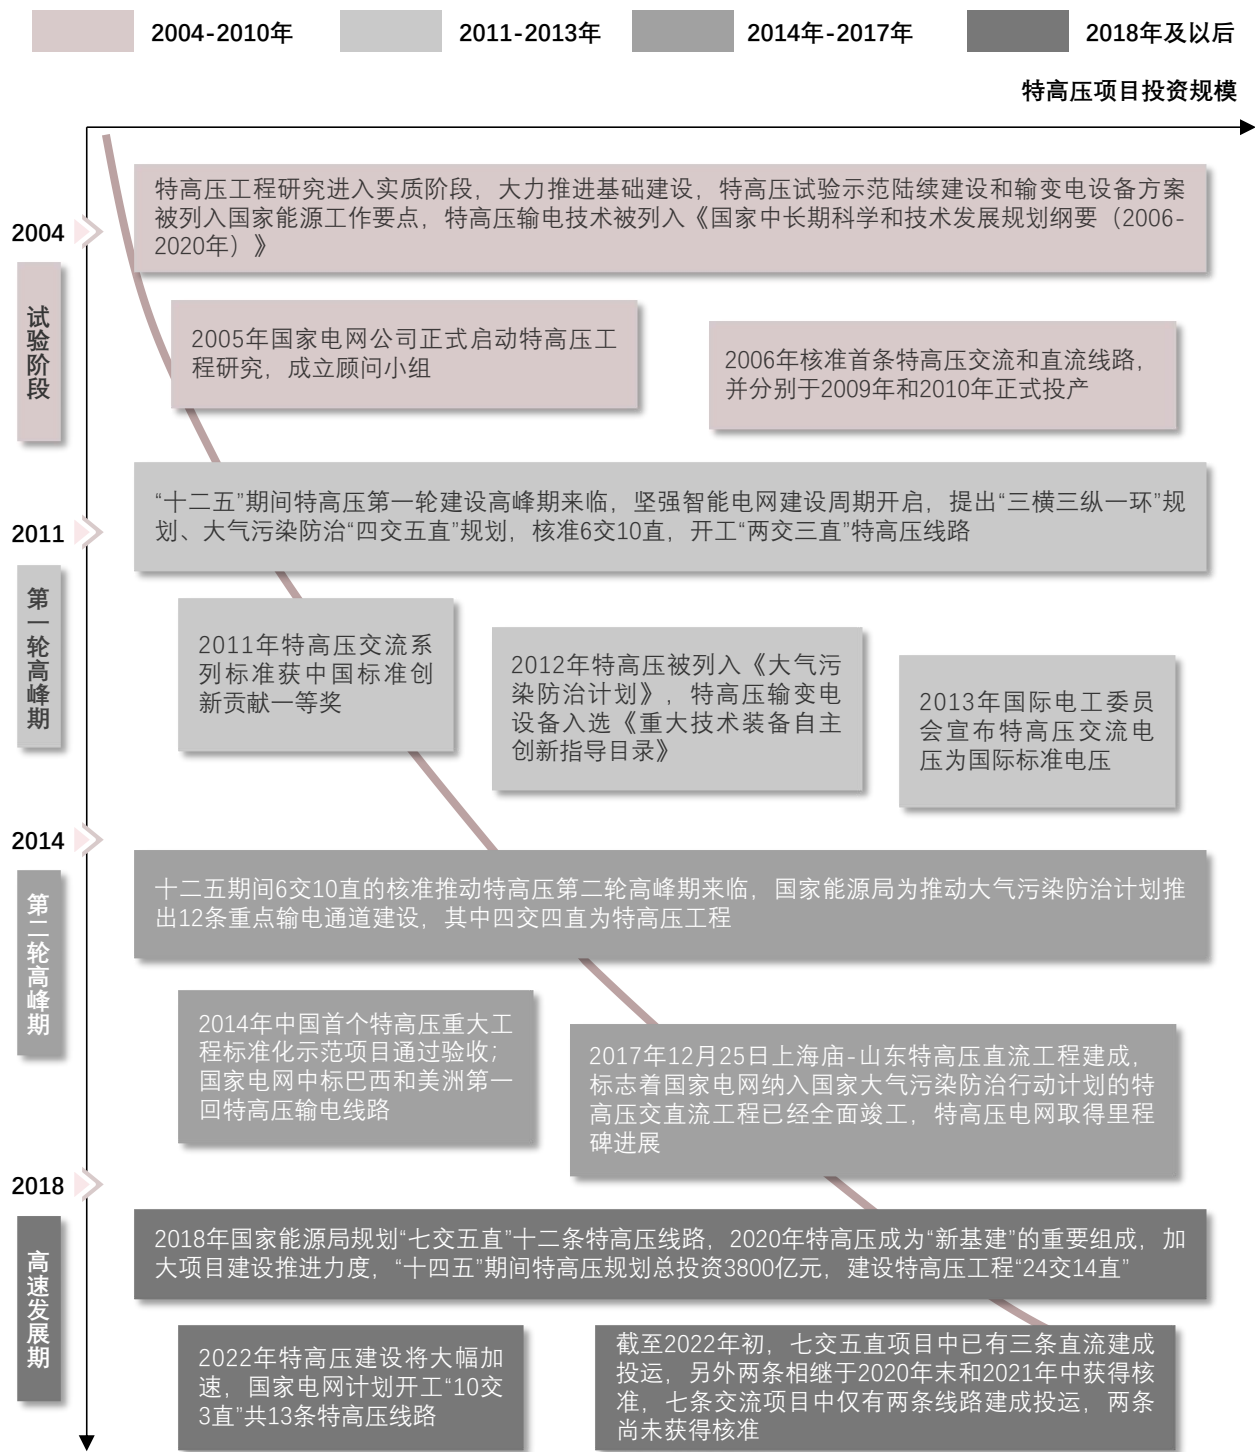 2004-2010年
2011-2013年
2014年-2017年
2018年及以后
特高压项目投资规模
2004
试验阶段
特高压工程研究进入实质阶段，大力推进基础建设，特高压试验示范陆续建设和输变电设备方案
被列入国家能源工作要点，特高压输电技术被列入《国家中长期科学和技术发展规划纲要（2006-
2020年）》
2005年国家电网公司正式启动特高压工
程研究，成立顾问小组
2006年核准首条特高压交流和直流线路，
并分别于2009年和2010年正式投产
2011
第一轮高峰期
“十二五”期间特高压第一轮建设高峰期来临，坚强智能电网建设周期开启，提出“三横三纵一环”规
划、大气污染防治“四交五直”规划，核准6交10直，开工“两交三直”特高压线路
2011年特高压交流系
列标准获中国标准创
新贡献一等奖
2012年特高压被列入《大气污
染防治计划》，特高压输变电
设备入选《重大技术装备自主
创新指导目录》
2013年国际电工委员
会宣布特高压交流电
压为国际标准电压
2014
第二轮高峰期
十二五期间6交10直的核准推动特高压第二轮高峰期来临，国家能源局为推动大气污染防治计划推
出12条重点输电通道建设，其中四交四直为特高压工程
2014年中国首个特高压重大工
程标准化示范项目通过验收；
国家电网中标巴西和美洲第一
回特高压输电线路
2017年12月25日上海庙-山东特高压直流工程建成，
标志着国家电网纳入国家大气污染防治行动计划的特
高压交直流工程已经全面竣工，特高压电网取得里程
碑进展
2018
高速发展期
2018年国家能源局规划“七交五直”十二条特高压线路，2020年特高压成为“新基建”的重要组成，加
大项目建设推进力度，“十四五”期间特高压规划总投资3800亿元，建设特高压工程“24交14直”
2022年特高压建设将大幅加
速，国家电网计划开工“10交
3直”共13条特高压线路
截至2022年初，七交五直项目中已有三条直流建成
投运，另外两条相继于2020年末和2021年中获得核
准，七条交流项目中仅有两条线路建成投运，两条
尚未获得核准